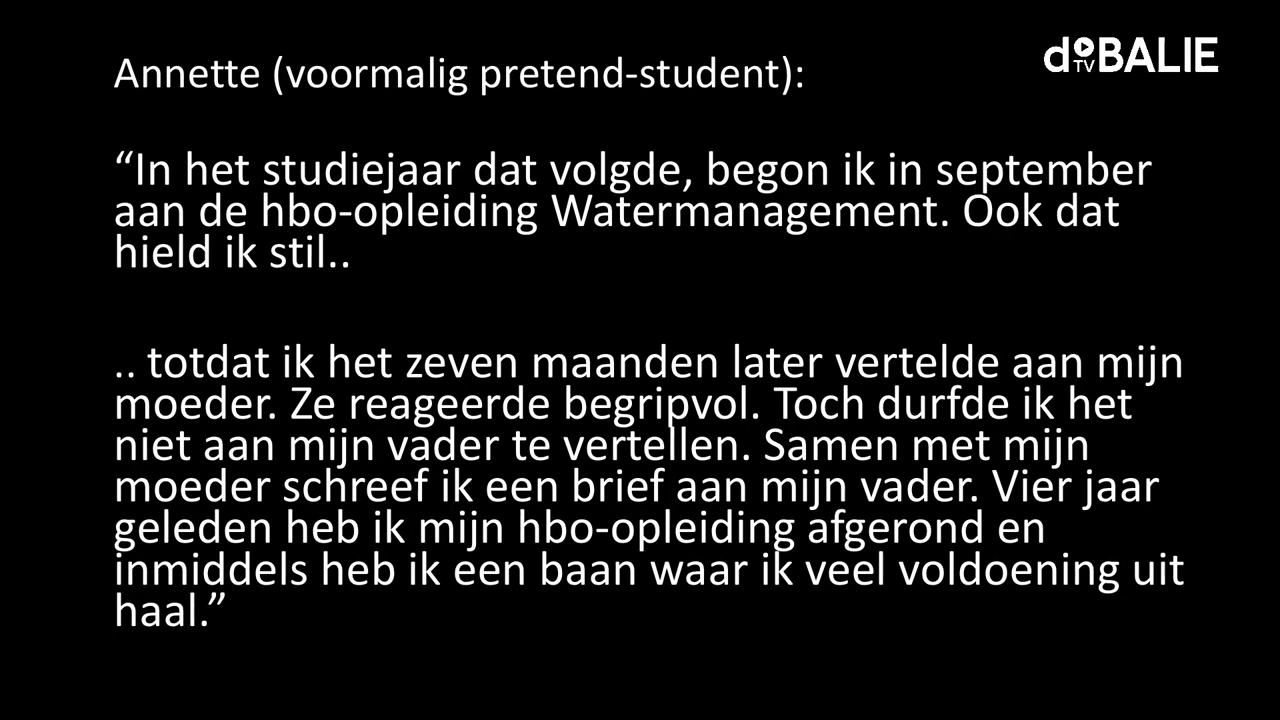 Annette (voormalig pretend-student):
de BALIE
TV
“In het studiejaar dat volgde, begon ik in september
aan de hbo-opleiding Watermanagement. Ook dat
hield ik stil..
.. totdat ik het zeven maanden later vertelde aan mijn
moeder. Ze reageerde begripvol. Toch durfde ik het
niet aan mijn vader te vertellen. Samen met mijn
moeder schreef ik een brief aan mijn vader. Vier jaar
geleden heb ik mijn hbo-opleiding afgerond en
inmiddels heb ik een baan waar ik veel voldoening uit
haal.”